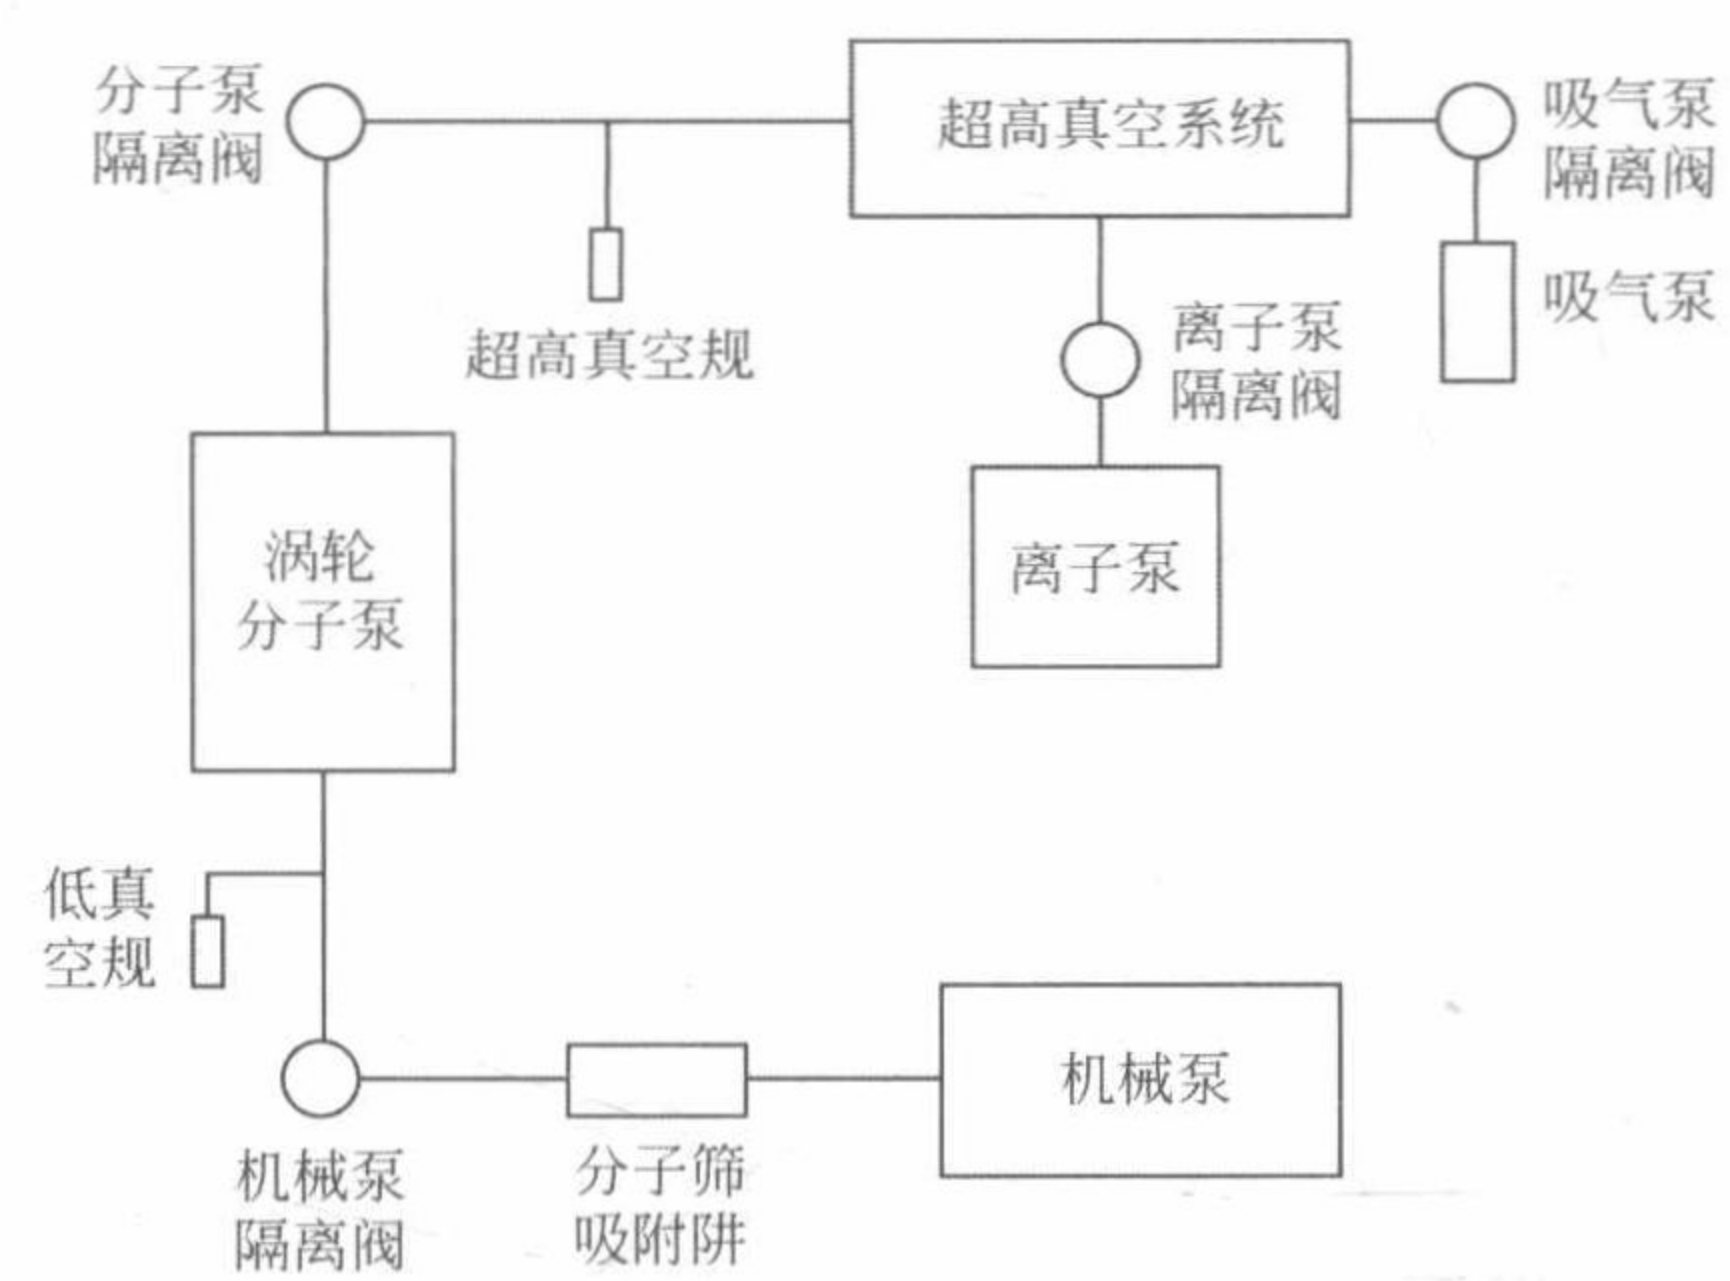 分子泵
隔离阀
超高真空系统
吸气泵
隔离阀
吸气泵
超高真空规
离子泵
隔离阀
离子泵
涡轮
分子泵
低真
空规
机械泵
机械泵
隔离阀
分子筛
吸附阱